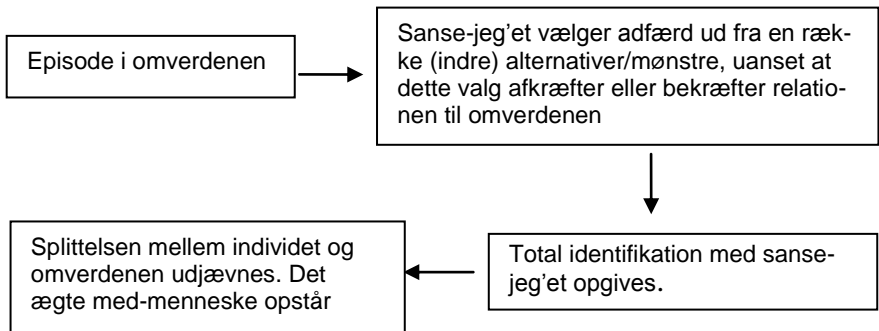 Episode i omverdenen
Sanse-jeg’et vælger adfærd ud fra en ræk-
ke (indre) alternativer/mønstre, uanset at
dette valg afkræfter eller bekræfter relatio-
nen til omverdenen
Total identifikation med sanse-
jeg’et opgives.
Splittelsen mellem individet og
omverdenen udjævnes. Det
ægte med-menneske opstår